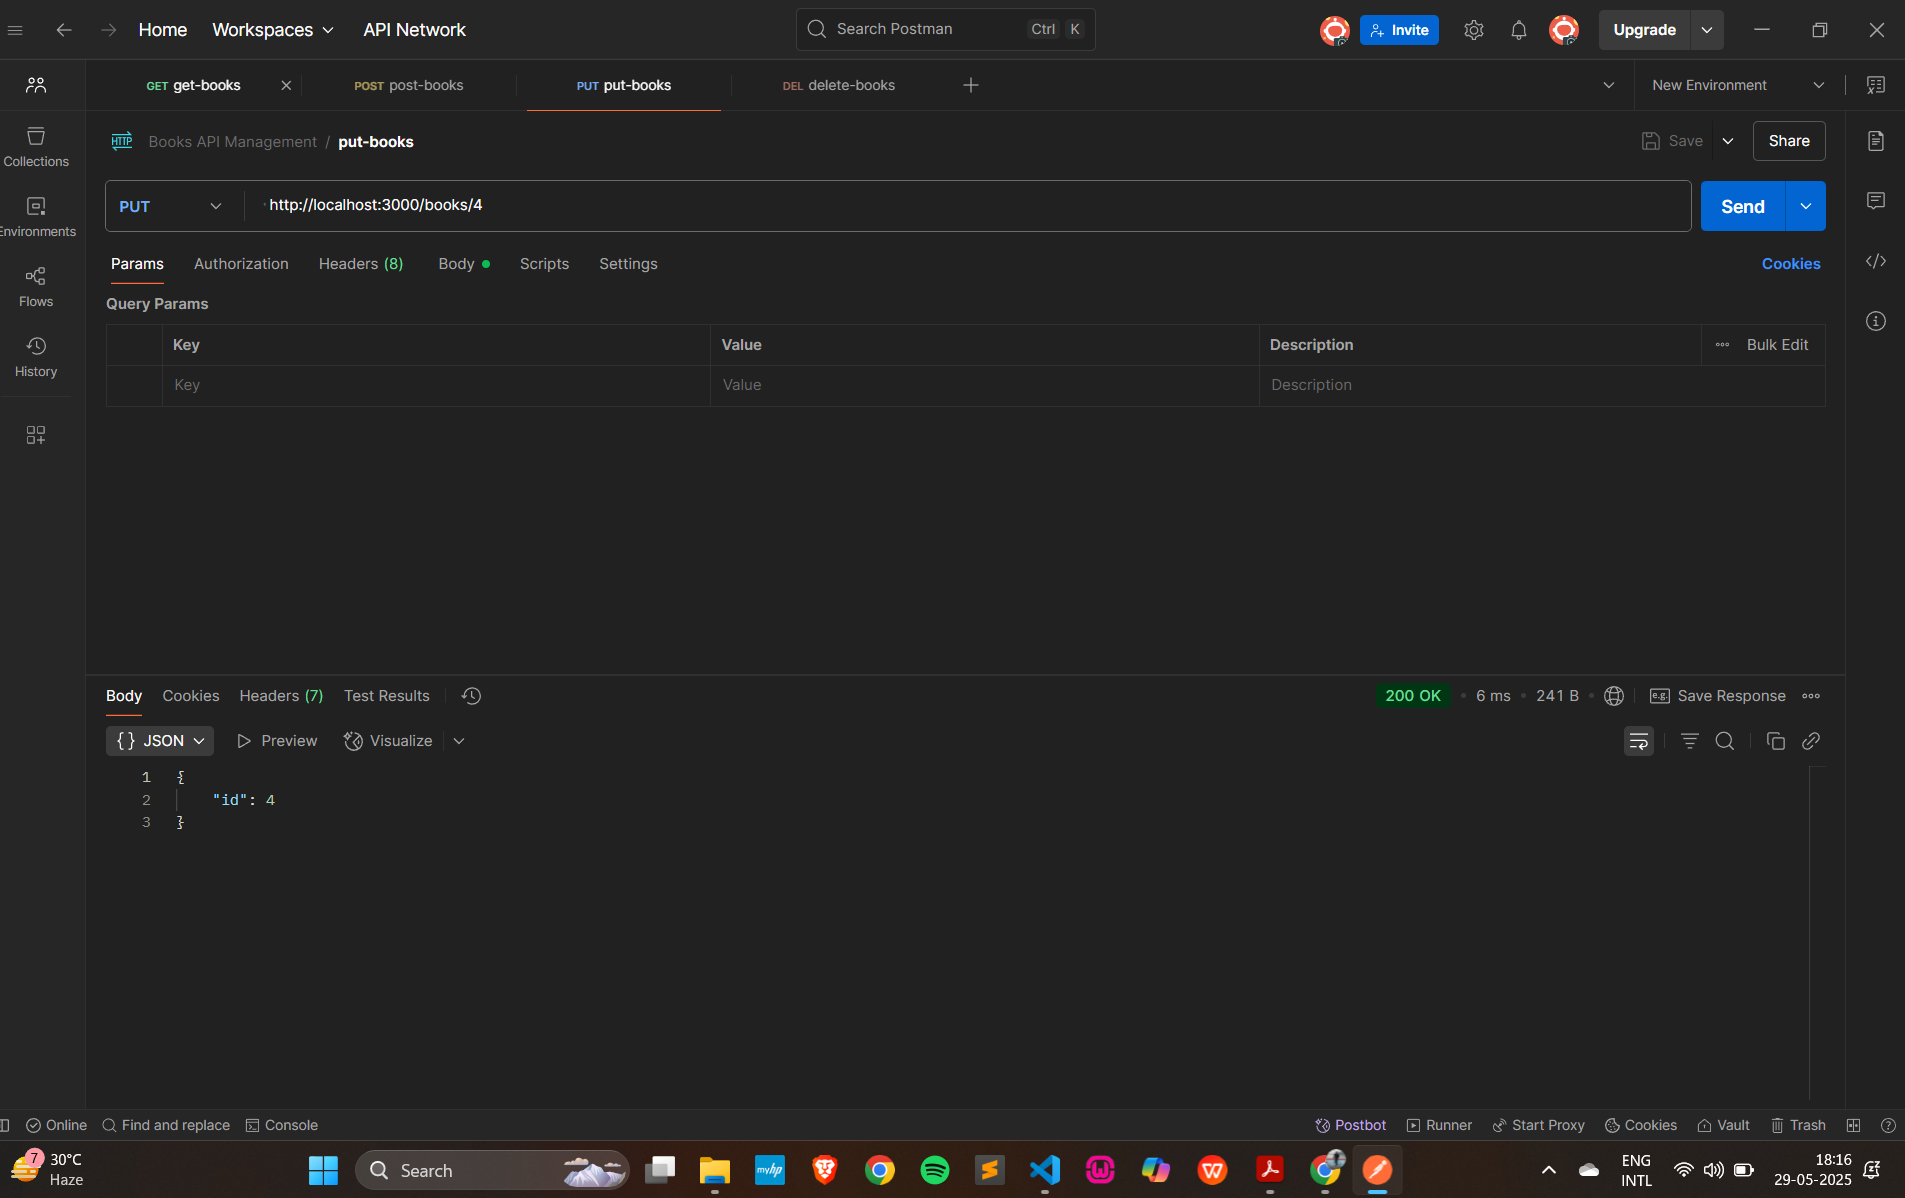 Home Workspaces API Network Search Postman Ctrl K Invite Upgrade
GET get-books POST post-books PUT put-books DEL delete-books New Environment
HTTP Books API Management / put-books Save Share
Collections
Environments
Flows
History
PUT http://localhost:3000/books/4 Send
Params Authorization Headers (8) Body Scripts Settings Cookies
Query Params
Key Value Description Bulk Edit
Key Value Description
Body Cookies Headers (7) Test Results 200 OK 6 ms 241 B e.g. Save Response
{} JSON Preview Visualize
1 {
2 "id": 4
3 }
Online Find and replace Console Postbot Runner Start Proxy Cookies Vault Trash
7 30°C
Haze
Search
myhp
ENG
INTL
18:16
29-05-2025